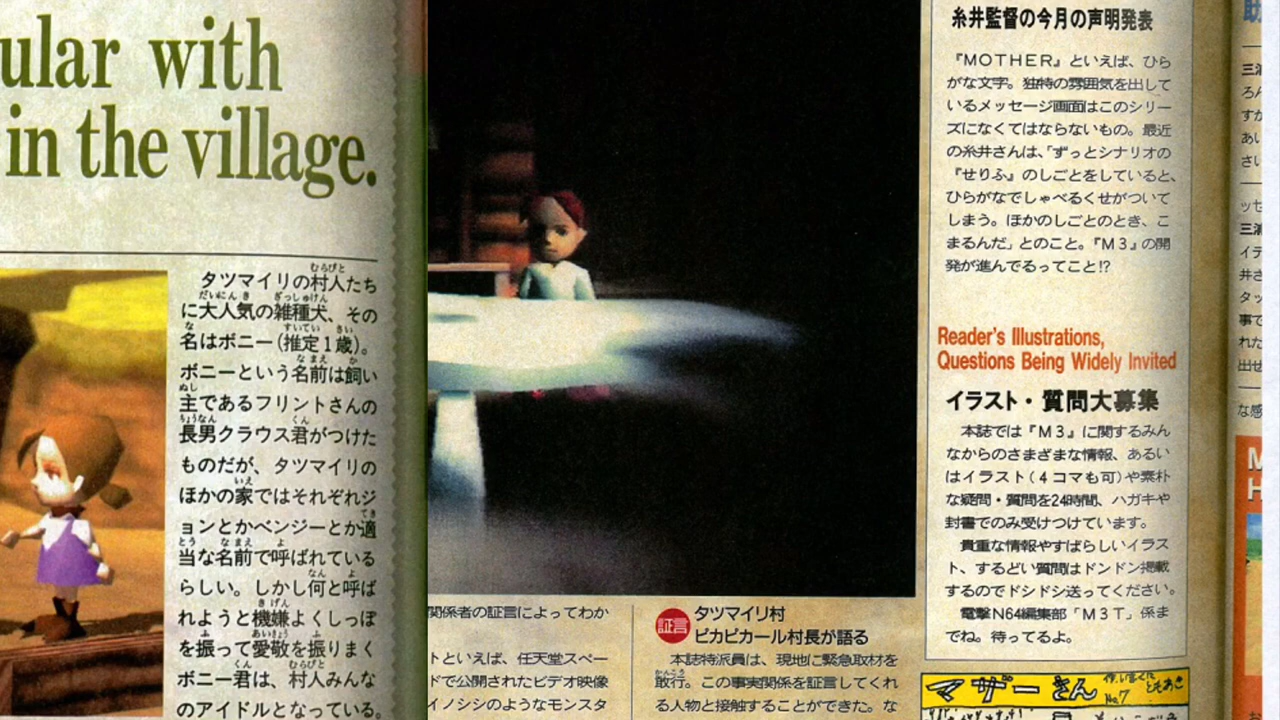 ular with
in the village.
タツマイリの村人たち
に大人気の雑種犬、その
名はボニー(推定1歳)。
ボニーという名前は飼い
主であるフリントさんの
長男クラウス君がつけた
ものだが、タツマイリの
ほかの家ではそれぞれジ
ョンとかベンジーとか適
当な名前で呼ばれている
らしい。しかし何と呼ば
れようと機嫌よくしっぽ
を振って愛敬を振りまく
ボニー君は、村人みんな
のアイドルとなっている。
関係者の証言によってわか
トといえば、任天堂スペー
ドで公開されたビデオ映像
イノシシのようなモンスタ
証言
タツマイリ村
ピカピカール村長が語る
本誌特派員は、現地に緊急取材を
敢行。この事実関係を証言してくれ
る人物と接触することができた。な
糸井監督の今月の声明発表
『MOTHER』といえば、ひら
がな文字。独特の雰囲気を出して
いるメッセージ画面はこのシリー
ズになくてはならないもの。最近
の糸井さんは、「ずっとシナリオの
『せりふ』のしごとをしていると、
ひらがなでしゃべるくせがついて
しまう。ほかのしごとのとき、こ
まるんだ」とのこと。『M3』の開
発が進んでるってこと!?
Reader's Illustrations,
Questions Being Widely Invited
イラスト・質問大募集
本誌では『M3』に関するみん
なからのさまざまな情報、あるい
はイラスト(4コマも可)や素朴
な疑問・質問を24時間、ハガキや
封書でのみ受けつけています。
貴重な情報やすばらしいイラス
ト、するどい質問はドンドン掲載
するのでドシドシ送ってください。
電撃N64編集部「M3T」係ま
でね。待ってるよ。
マザーさん
No.7